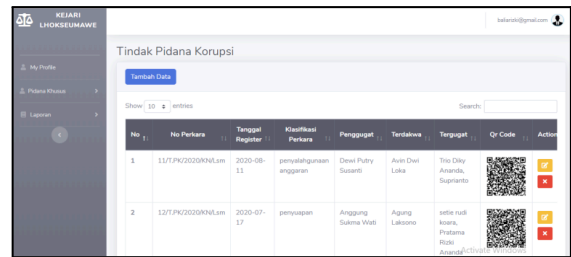 KEJARI
LHOKSEUMAWE
kalarizki@gmail.com
My Profile
Pidana Khusus
Laporan
Tindak Pidana Korupsi
Tambah Data
Show 10 entries
Search:
No No Perkara Tanggal Register Klasifikasi Perkara Penggugat Terdakwa Tergugat Qr Code Action
1 11/T.PK/2020/KN/Lsm 2020-08- penyalahgunaan Dewi Putry Avin Dwi Trio Diky
11 anggaran Susanti Loka Ananda,
Suprianto
2 12/T.PK/2020/KN/Lsm 2020-07- penyuapan Anggung Agung setie rudi
17 Sukma Wati Laksono koara,
Pratama
Rizki
Ananda
Activate Windows